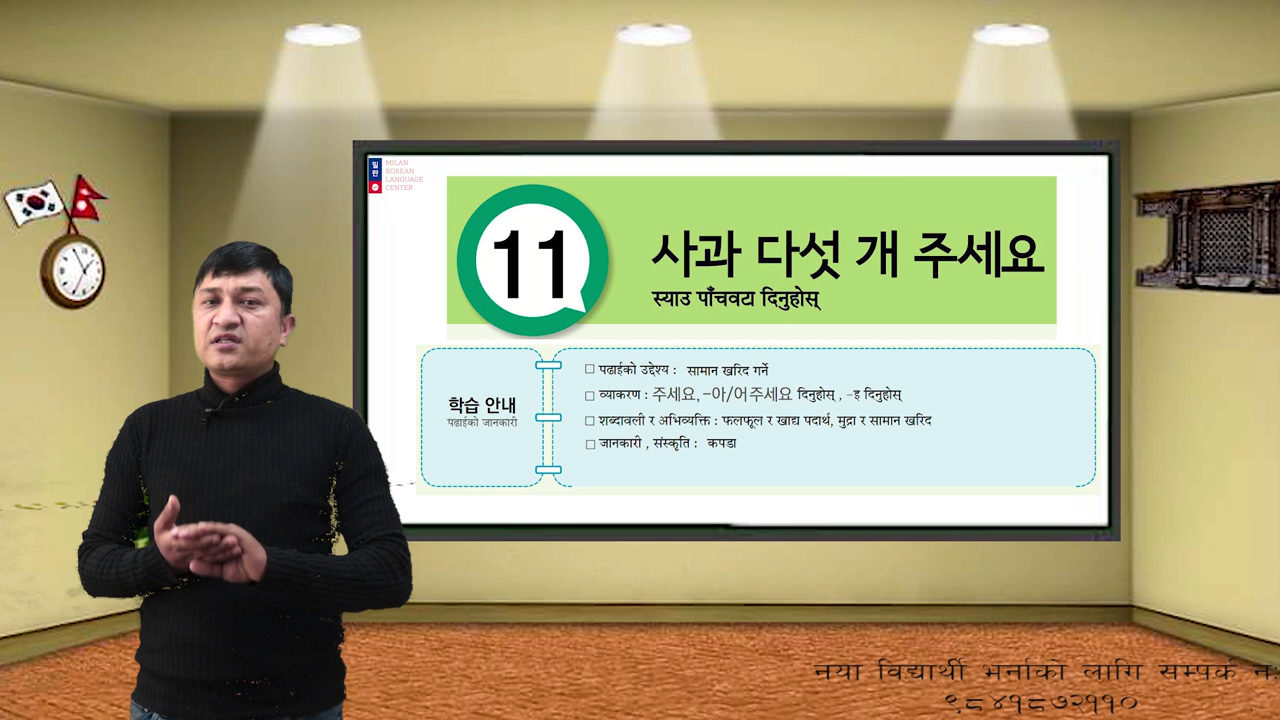 밀란
MILAN
KOREAN
LANGUAGE
CENTER
11
사과 다섯 개 주세요
स्याउ पाँचवटा दिनुहोस्
학습 안내
पढाईको जानकारी
□ पढाईको उद्देश्य : सामान खरिद गर्ने
□ व्याकरण : 주세요, -아/어주세요 दिनुहोस् , -इ दिनुहोस्
□ शब्दावली र अभिव्यक्ति : फलफूल र खाद्य पदार्थ, मुद्रा र सामान खरिद
□ जानकारी , संस्कृति : कपडा
नया विद्यार्थी भर्नाको लागि सम्पर्क नः
९८४१८७२११०